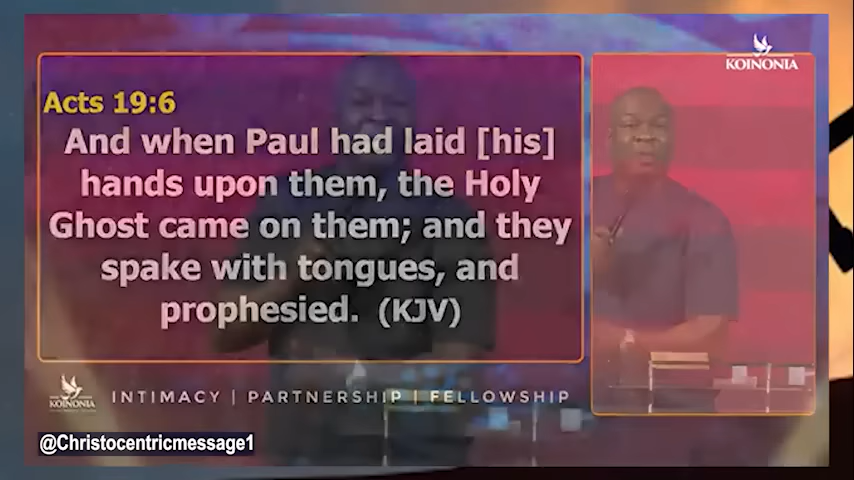 KOINONIA
Acts 19:6
And when Paul had laid [his]
hands upon them, the Holy
Ghost came on them; and they
spake with tongues, and
prophesied. (KJV)
KOINONIA
INTIMACY | PARTNERSHIP | FELLOWSHIP
@Christocentricmessage1